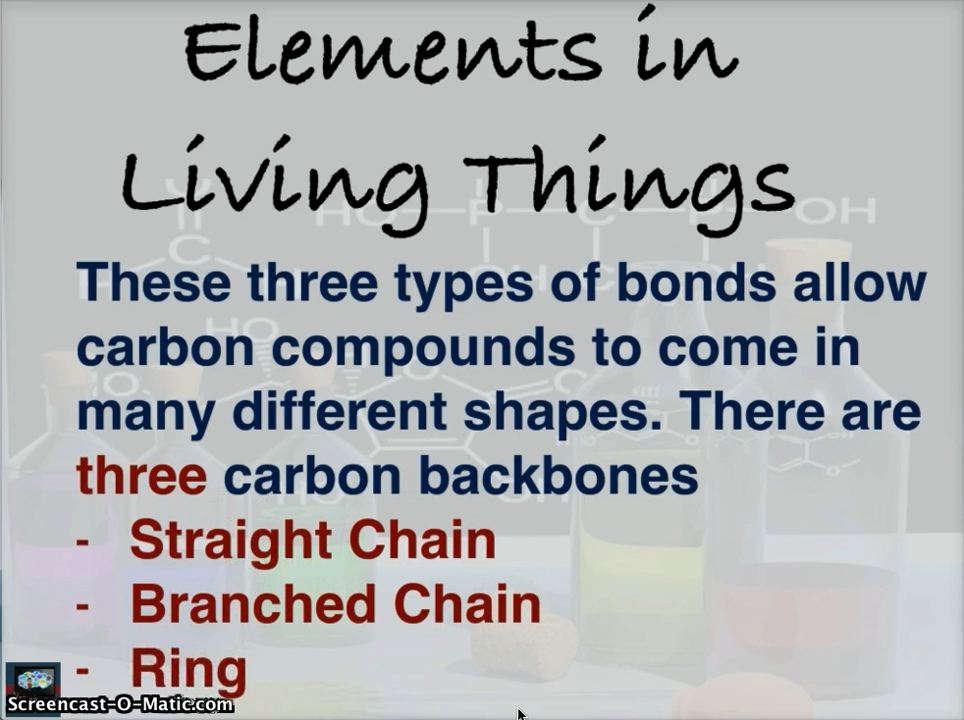 Elements in
Living Things
These three types of bonds allow
carbon compounds to come in
many different shapes. There are
three carbon backbones
- Straight Chain
- Branched Chain
- Ring
Screencast-O-Matic.com